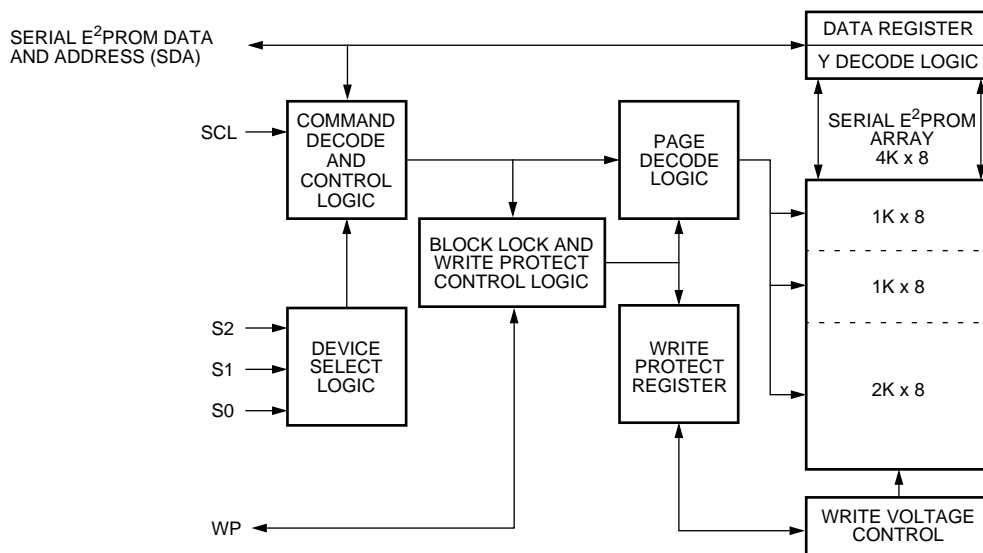 SERIAL E²PROM DATA
AND ADDRESS (SDA)
DATA REGISTER
Y DECODE LOGIC
SERIAL E²PROM
ARRAY
4K x 8
SCL
COMMAND
DECODE
AND
CONTROL
LOGIC
PAGE
DECODE
LOGIC
1K x 8
BLOCK LOCK AND
WRITE PROTECT
CONTROL LOGIC
1K x 8
S2
S1
S0
DEVICE
SELECT
LOGIC
WRITE
PROTECT
REGISTER
2K x 8
WP
WRITE VOLTAGE
CONTROL